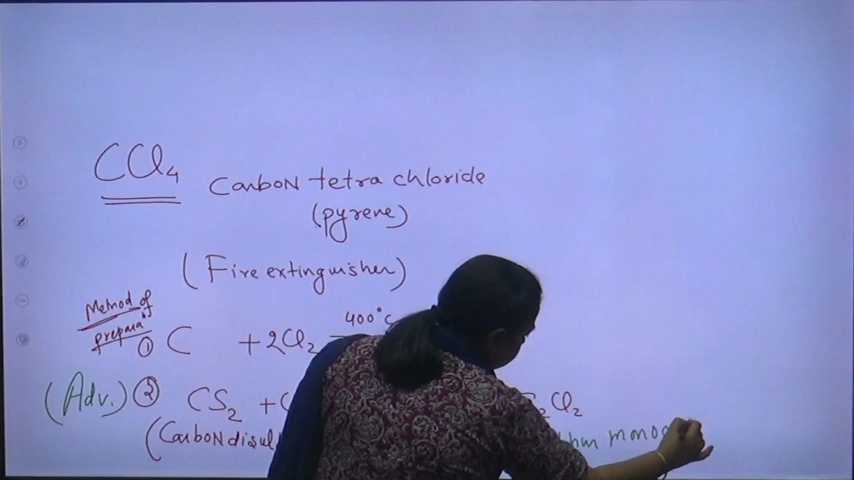 CCl₄ Carbon tetra chloride
(pyrene)
(Fire extinguisher)
Method of
prepara
① C + 2Cl₂ 400°C
(Adv.) ② CS₂ + Cl₂
(Carbon disul